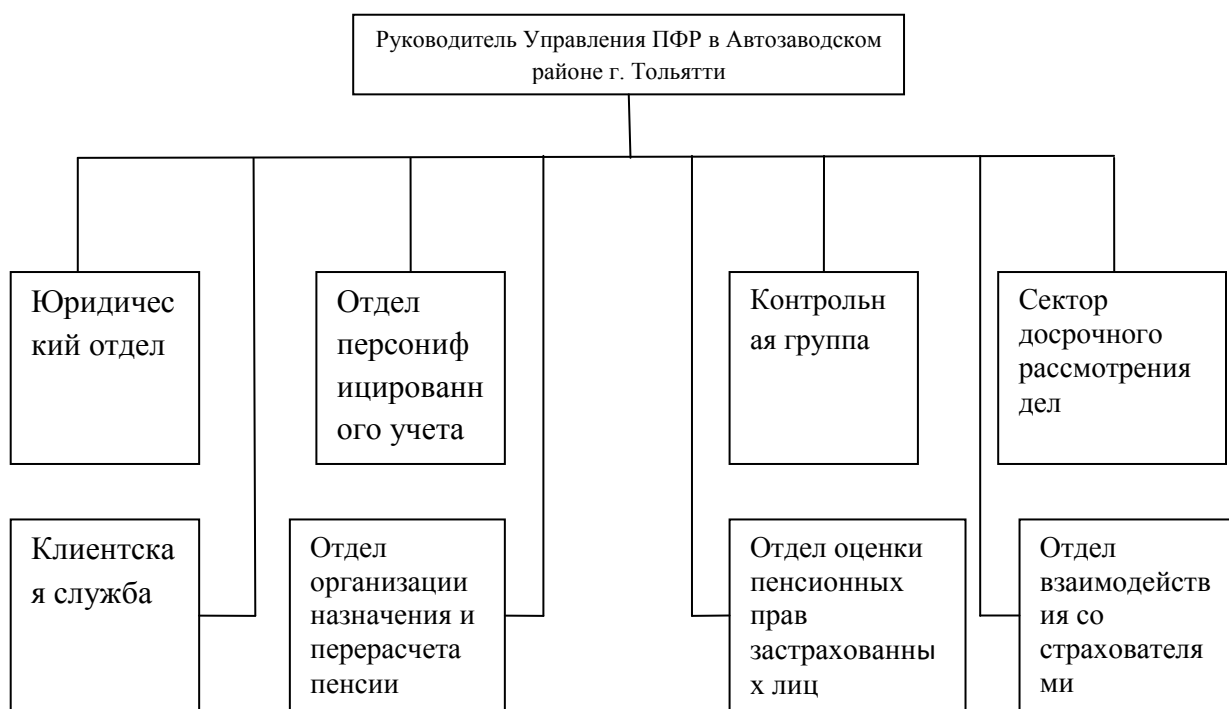 Руководитель Управления ПФР в Автозаводском
районе г. Тольятти
Юридичес
кий отдел
Отдел
персониф
ицированн
ого учета
Контрольн
ая группа
Сектор
досрочного
рассмотрения
дел
Клиентска
я служба
Отдел
организации
назначения и
перерасчета
пенсии
Отдел оценки
пенсионных
прав
застрахованны
х лиц
Отдел
взаимодейств
ия со
страхователя
ми